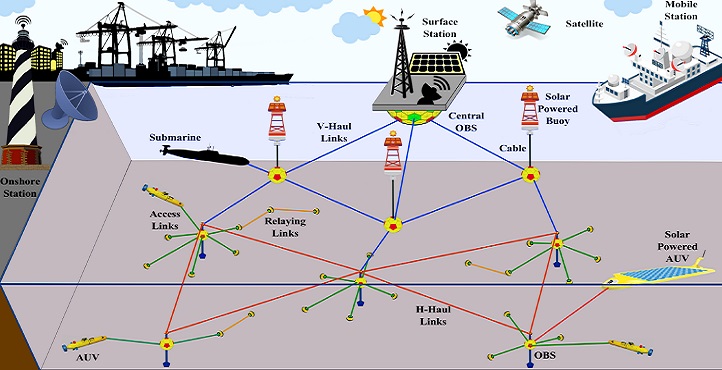 Mobile
Station
Surface
Station
Satellite
Solar
Powered
Buoy
Central
OBS
V-Haul
Links
Submarine
Cable
Onshore
Station
Access
Links
Relaying
Links
Solar
Powered
AUV
H-Haul
Links
AUV
OBS